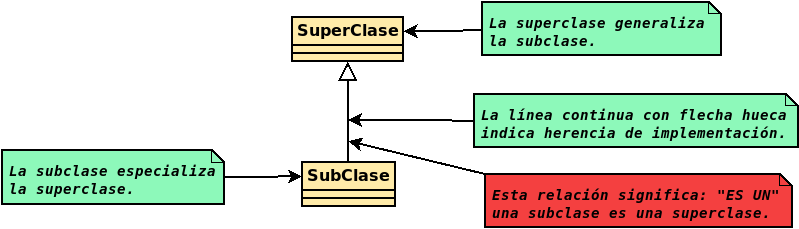 SuperClase
La superclase generaliza
la subclase.
La línea continua con flecha hueca
indica herencia de implementación.
La subclase especializa
la superclase.
SubClase
Esta relación significa: "ES UN"
una subclase es una superclase.